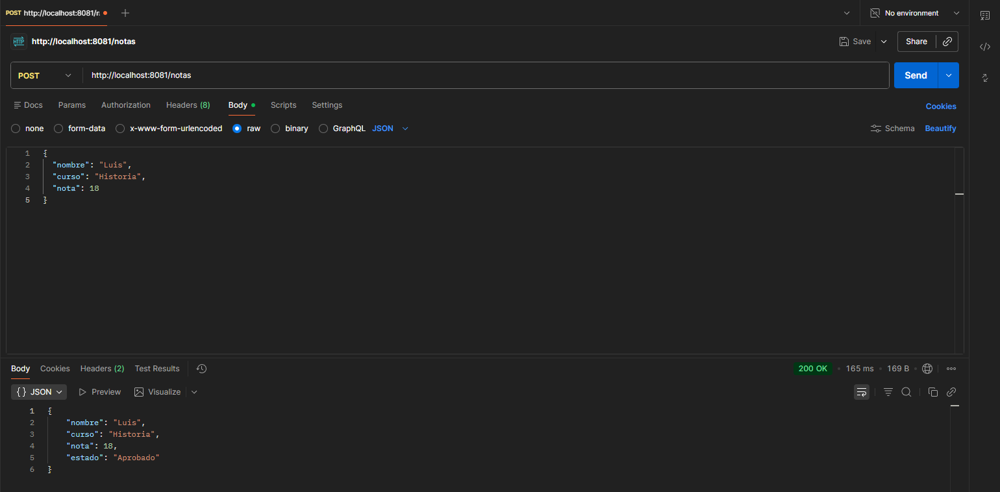 POST http://localhost:8081/n
No environment
HTTP http://localhost:8081/notas
Save
Share
POST http://localhost:8081/notas
Send
Docs Params Authorization Headers (8) Body Scripts Settings
Cookies
none form-data x-www-form-urlencoded raw binary GraphQL JSON
Schema Beautify
1 {
2 "nombre": "Luis",
3 "curso": "Historia",
4 "nota": 18
5 }
Body Cookies Headers (2) Test Results
200 OK 165 ms 169 B
{} JSON Preview Visualize
1 {
2 "nombre": "Luis",
3 "curso": "Historia",
4 "nota": 18,
5 "estado": "Aprobado"
6 }